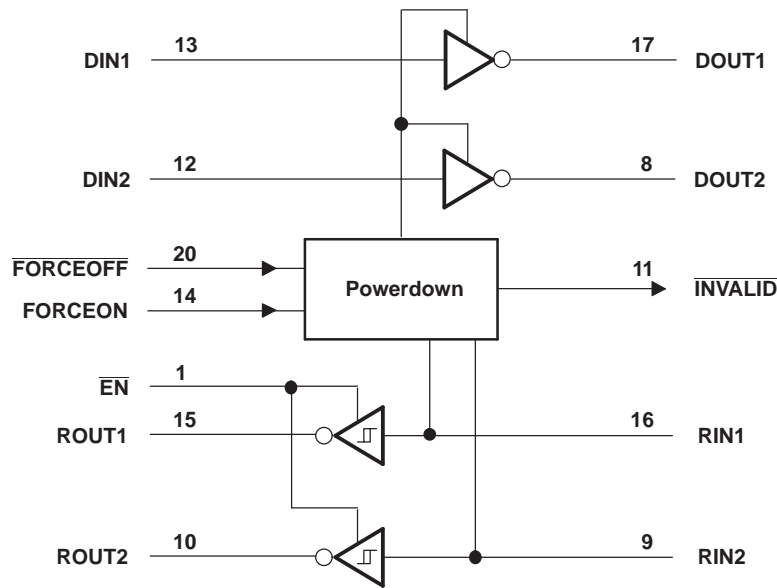 DIN1 13 17 DOUT1
DIN2 12 8 DOUT2
FORCEOFF 20
Powerdown
11 INVALID
FORCEON 14
EN 1
ROUT1 15 16 RIN1
ROUT2 10 9 RIN2